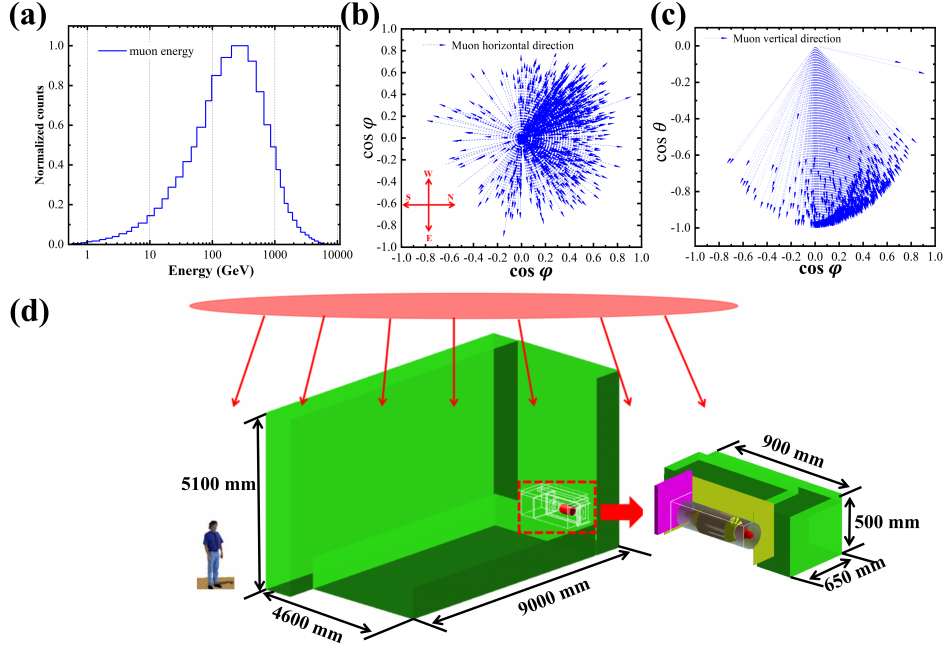 (a)
muon energy
Normalized counts
1.0
0.8
0.6
0.4
0.2
0.0
1
10
100
1000
10000
Energy (GeV)
(b)
Muon horizontal direction
cos φ
1.0
0.8
0.6
0.4
0.2
0.0
-0.2
-0.4
-0.6
-0.8
-1.0
W
S
N
E
-1.0 -0.8 -0.6 -0.4 -0.2 0.0 0.2 0.4 0.6 0.8 1.0
cos φ
(c)
Muon vertical direction
cos θ
0.0
-0.2
-0.4
-0.6
-0.8
-1.0
-1.0 -0.8 -0.6 -0.4 -0.2 0.0 0.2 0.4 0.6 0.8 1.0
cos φ
(d)
5100 mm
4600 mm
9000 mm
900 mm
500 mm
650 mm